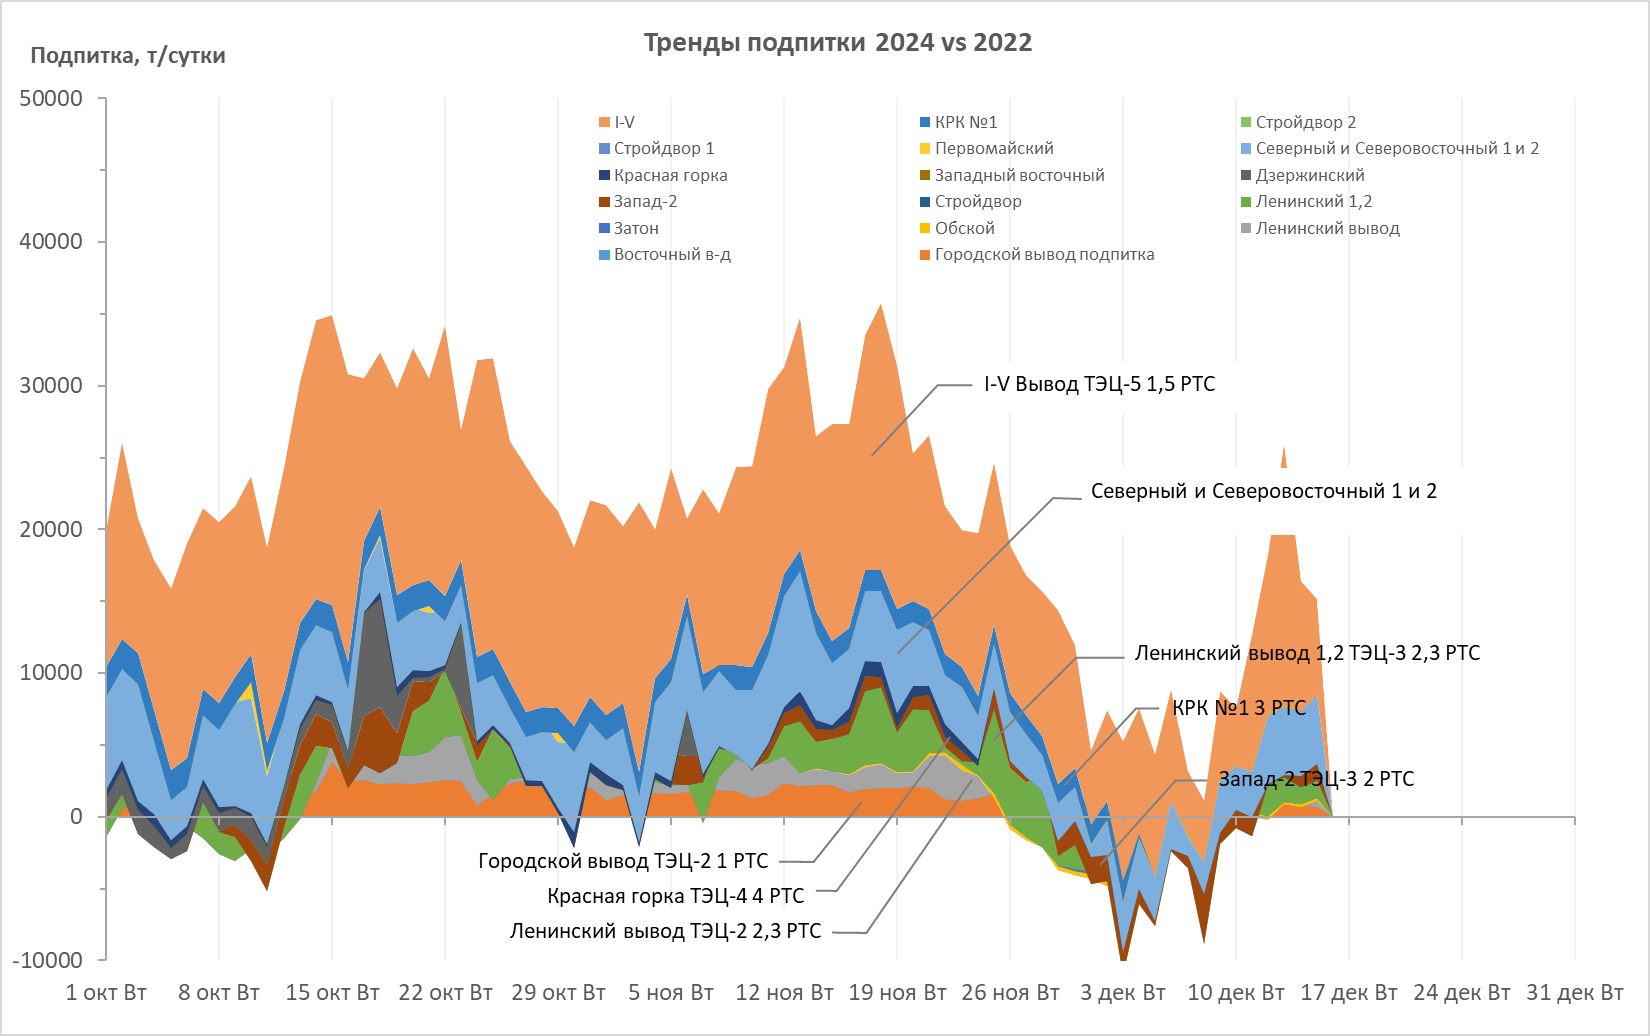 Тренды подпитки 2024 vs 2022
Подпитка, т/сутки
50000
40000
30000
20000
10000
0
-10000
I-V
КРК №1
Стройдвор 2
Стройдвор 1
Первомайский
Северный и Северовосточный 1 и 2
Красная горка
Западный восточный
Дзержинский
Запад-2
Стройдвор
Ленинский 1,2
Затон
Обской
Ленинский вывод
Восточный в-д
Городской вывод подпитка
I-V Вывод ТЭЦ-5 1,5 РТС
Северный и Северовосточный 1 и 2
Ленинский вывод 1,2 ТЭЦ-3 2,3 РТС
КРК №1 3 РТС
Запад-2 ТЭЦ-3 2 РТС
Городской вывод ТЭЦ-2 1 РТС
Красная горка ТЭЦ-4 4 РТС
Ленинский вывод ТЭЦ-2 2,3 РТС
1 окт Вт
8 окт Вт
15 окт Вт
22 окт Вт
29 окт Вт
5 ноя Вт
12 ноя Вт
19 ноя Вт
26 ноя Вт
3 дек Вт
10 дек Вт
17 дек Вт
24 дек Вт
31 дек Вт